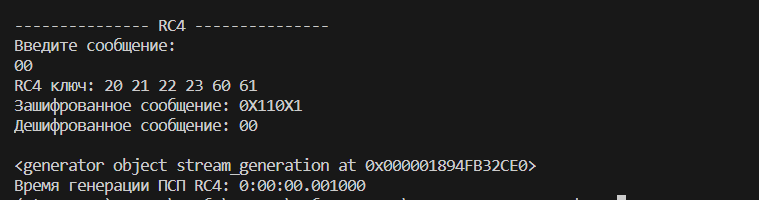 --------------- RC4 ---------------
Введите сообщение:
00
RC4 ключ: 20 21 22 23 60 61
Зашифрованное сообщение: 0X110X1
Дешифрованное сообщение: 00
<generator object stream_generation at 0x000001894FB32CE0>
Время генерации ПСП RC4: 0:00:00.001000